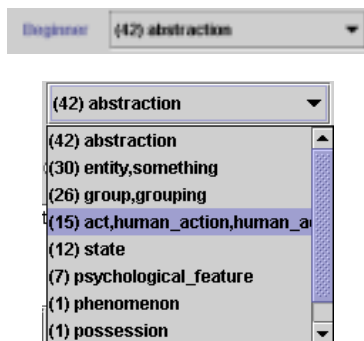 Beginner (42) abstraction
(42) abstraction
(42) abstraction
(30) entity,something
(26) group,grouping
(15) act,human_action,human_a
(12) state
(7) psychological_feature
(1) phenomenon
(1) possession